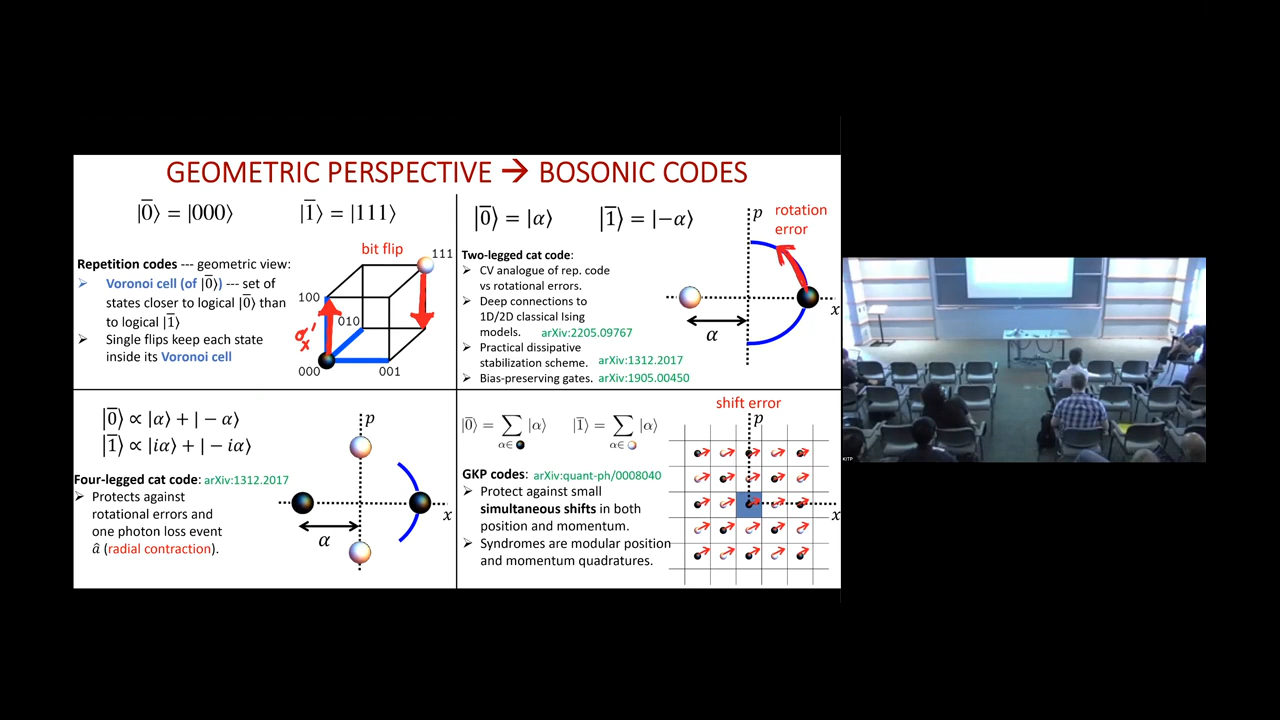 GEOMETRIC PERSPECTIVE → BOSONIC CODES
|0̅⟩ = |000⟩ |1̅⟩ = |111⟩
bit flip
111
Repetition codes --- geometric view:
➢ Voronoi cell (of |0̅⟩) --- set of
states closer to logical |0̅⟩ than
to logical |1̅⟩
➢ Single flips keep each state
inside its Voronoi cell
100
010
000
001
|0̅⟩ = |α⟩ |1̅⟩ = |−α⟩
p
rotation
error
Two-legged cat code:
➢ CV analogue of rep. code
vs rotational errors.
➢ Deep connections to
1D/2D classical Ising
models. arXiv:2205.09767
➢ Practical dissipative
stabilization scheme. arXiv:1312.2017
➢ Bias-preserving gates. arXiv:1905.00450
x
α
|0̅⟩ ∝ |α⟩ + |− α⟩
|1̅⟩ ∝ |iα⟩ + |− iα⟩
p
Four-legged cat code: arXiv:1312.2017
➢ Protects against
rotational errors and
one photon loss event
â (radial contraction).
x
α
|0̅⟩ = ∑ |α⟩ |1̅⟩ = ∑ |α⟩
α∈ α∈
shift error
p
GKP codes: arXiv:quant-ph/0008040
➢ Protect against small
simultaneous shifts in both
position and momentum.
➢ Syndromes are modular position
and momentum quadratures.
x
KITP